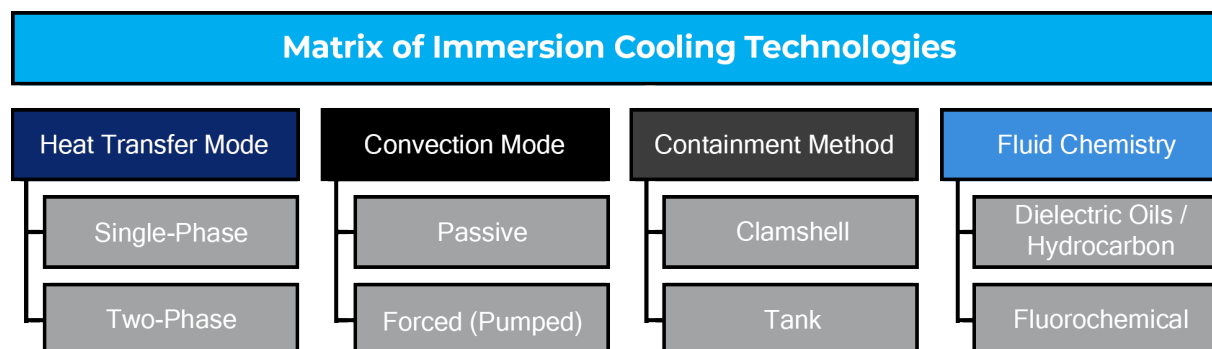 Matrix of Immersion Cooling Technologies
Heat Transfer Mode
Convection Mode
Containment Method
Fluid Chemistry
Single-Phase
Passive
Clamshell
Dielectric Oils /
Hydrocarbon
Two-Phase
Forced (Pumped)
Tank
Fluorochemical